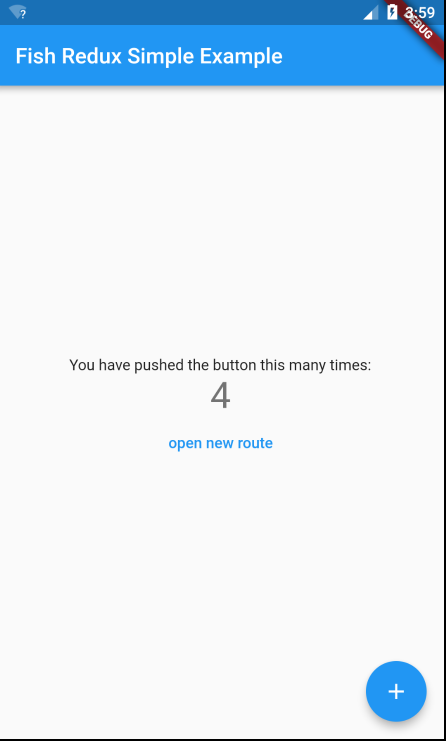 ?
3:59
DEBUG
Fish Redux Simple Example
You have pushed the button this many times:
4
open new route
+